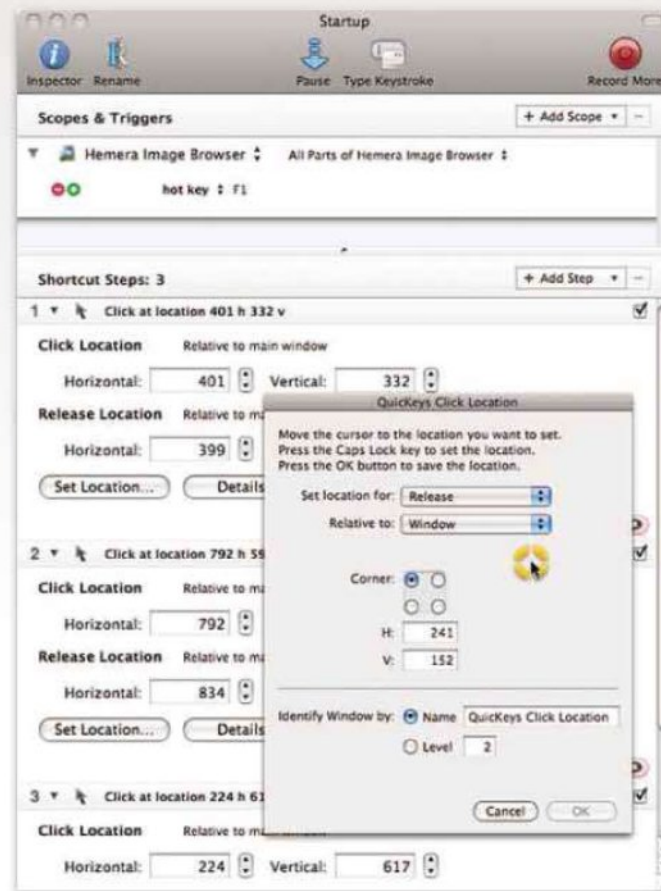 Startup
Inspector Rename Pause Type Keystroke Record More
Scopes & Triggers + Add Scope
Hemera Image Browser All Parts of Hemera Image Browser
hot key F1
Shortcut Steps: 3 + Add Step
1 Click at location 401 h 332 v
Click Location Relative to main window
Horizontal: 401 Vertical: 332
Release Location Relative to
Horizontal: 399
Set Location... Details
2 Click at location 792 h
Click Location Relative to
Horizontal: 792
Release Location Relative to
Horizontal: 834
Set Location... Details
3 Click at location 224 h 61
Click Location Relative to
Horizontal: 224 Vertical: 617
QuicKeys Click Location
Move the cursor to the location you want to set.
Press the Caps Lock key to set the location.
Press the OK button to save the location.
Set location for: Release
Relative to: Window
Corner:
H: 241
V: 152
Identify Window by: Name QuicKeys Click Location
Level 2
Cancel OK